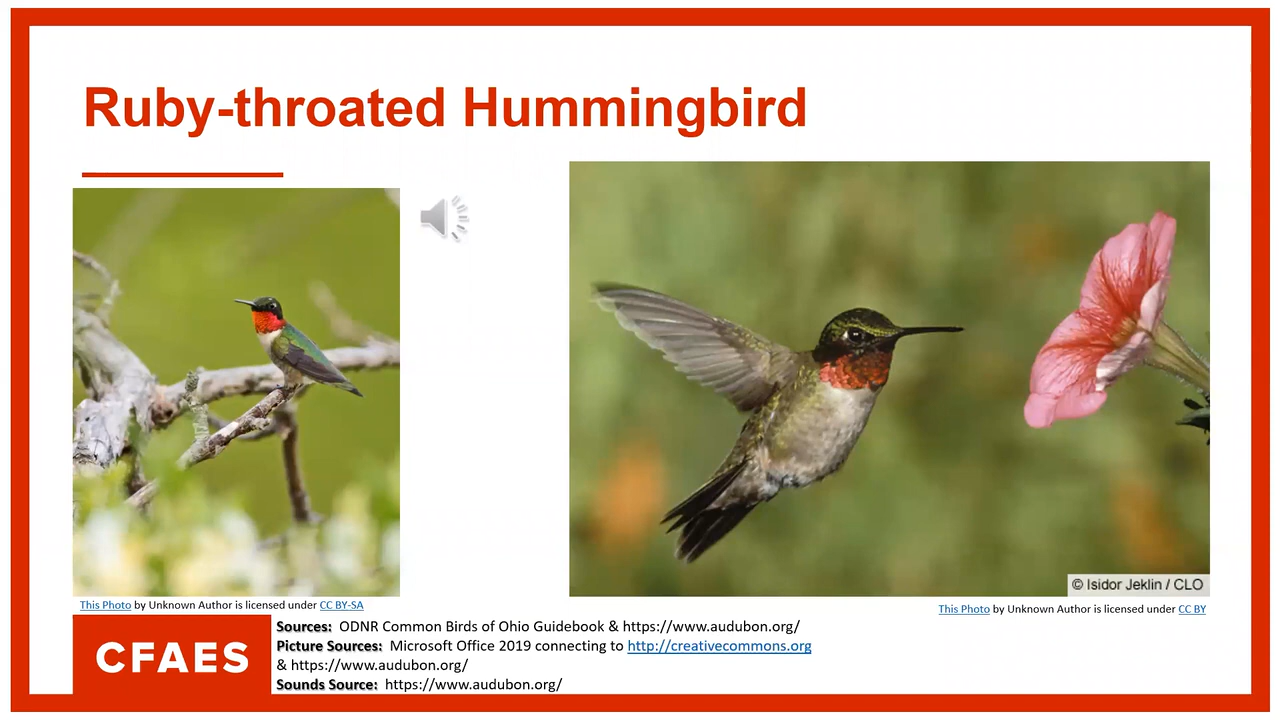 Ruby-throated Hummingbird
© Isidor Jeklin / CLO
This Photo by Unknown Author is licensed under CC BY-SA
This Photo by Unknown Author is licensed under CC BY
CFAES
Sources: ODNR Common Birds of Ohio Guidebook & https://www.audubon.org/
Picture Sources: Microsoft Office 2019 connecting to http://creativecommons.org
& https://www.audubon.org/
Sounds Source: https://www.audubon.org/